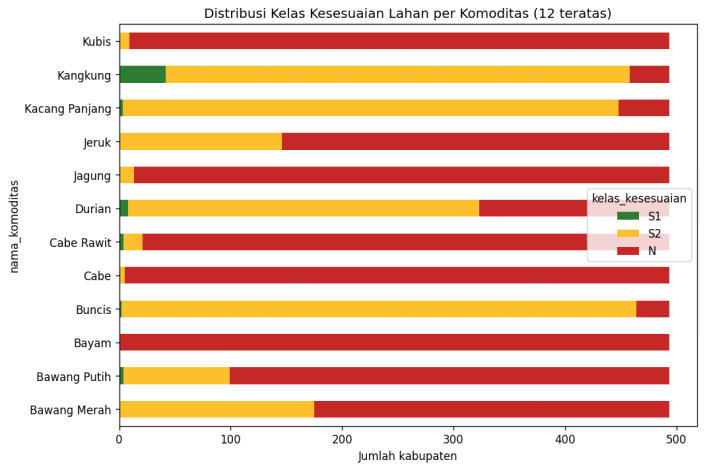 Distribusi Kelas Kesesuaian Lahan per Komoditas (12 teratas)
nama_komoditas
Kubis
Kangkung
Kacang Panjang
Jeruk
Jagung
Durian
Cabe Rawit
Cabe
Buncis
Bayam
Bawang Putih
Bawang Merah
kelas_kesesuaian
S1
S2
N
0 100 200 300 400 500
Jumlah kabupaten